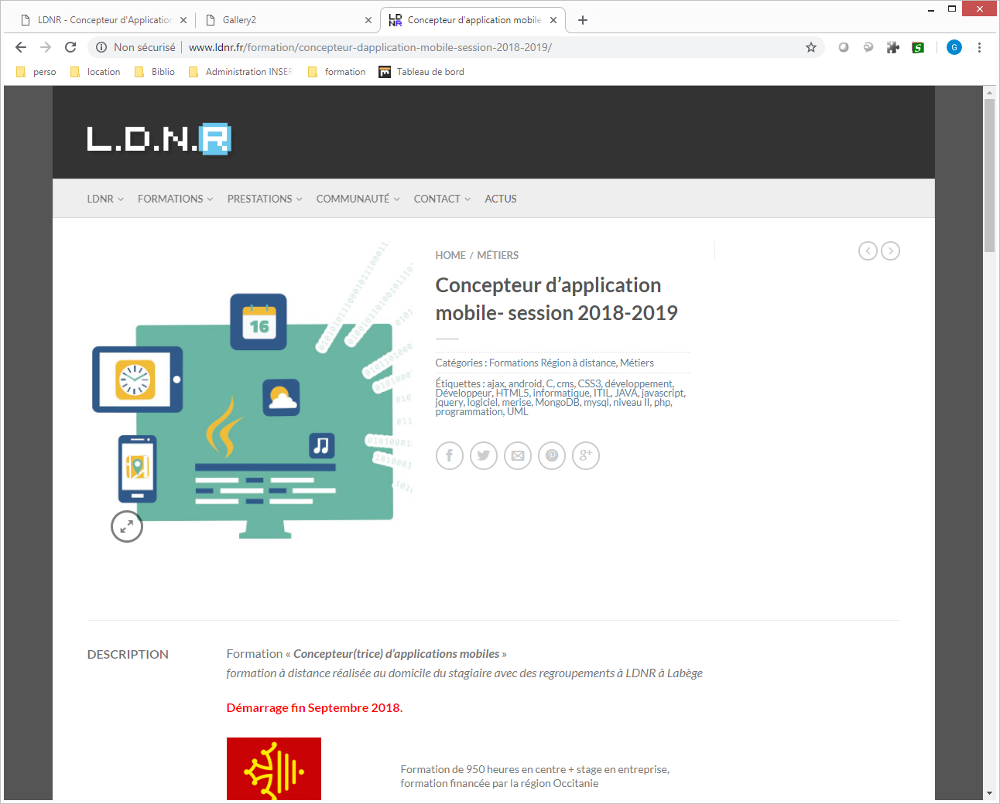 LDNR - Concepteur d'Application
Gallery2
Concepteur d’application mobile
Non sécurisé
www.ldnr.fr/formation/concepteur-dapplication-mobile-session-2018-2019/
G
perso
location
Biblio
Administration INSER
formation
Tableau de bord
L.D.N.R
LDNR
FORMATIONS
PRESTATIONS
COMMUNAUTÉ
CONTACT
ACTUS
HOME / MÉTIERS
Concepteur d’application
mobile- session 2018-2019
Catégories : Formations Région à distance, Métiers
Étiquettes : ajax, android, C, cms, CSS3, développement,
Développeur, HTML5, informatique, ITIL, JAVA, javascript,
jquery, logiciel, merise, MongoDB, mysql, niveau II, php,
programmation, UML
16
DESCRIPTION
Formation « Concepteur(trice) d’applications mobiles »
formation à distance réalisée au domicile du stagiaire avec des regroupements à LDNR à Labège
Démarrage fin Septembre 2018.
Formation de 950 heures en centre + stage en entreprise,
formation financée par la région Occitanie